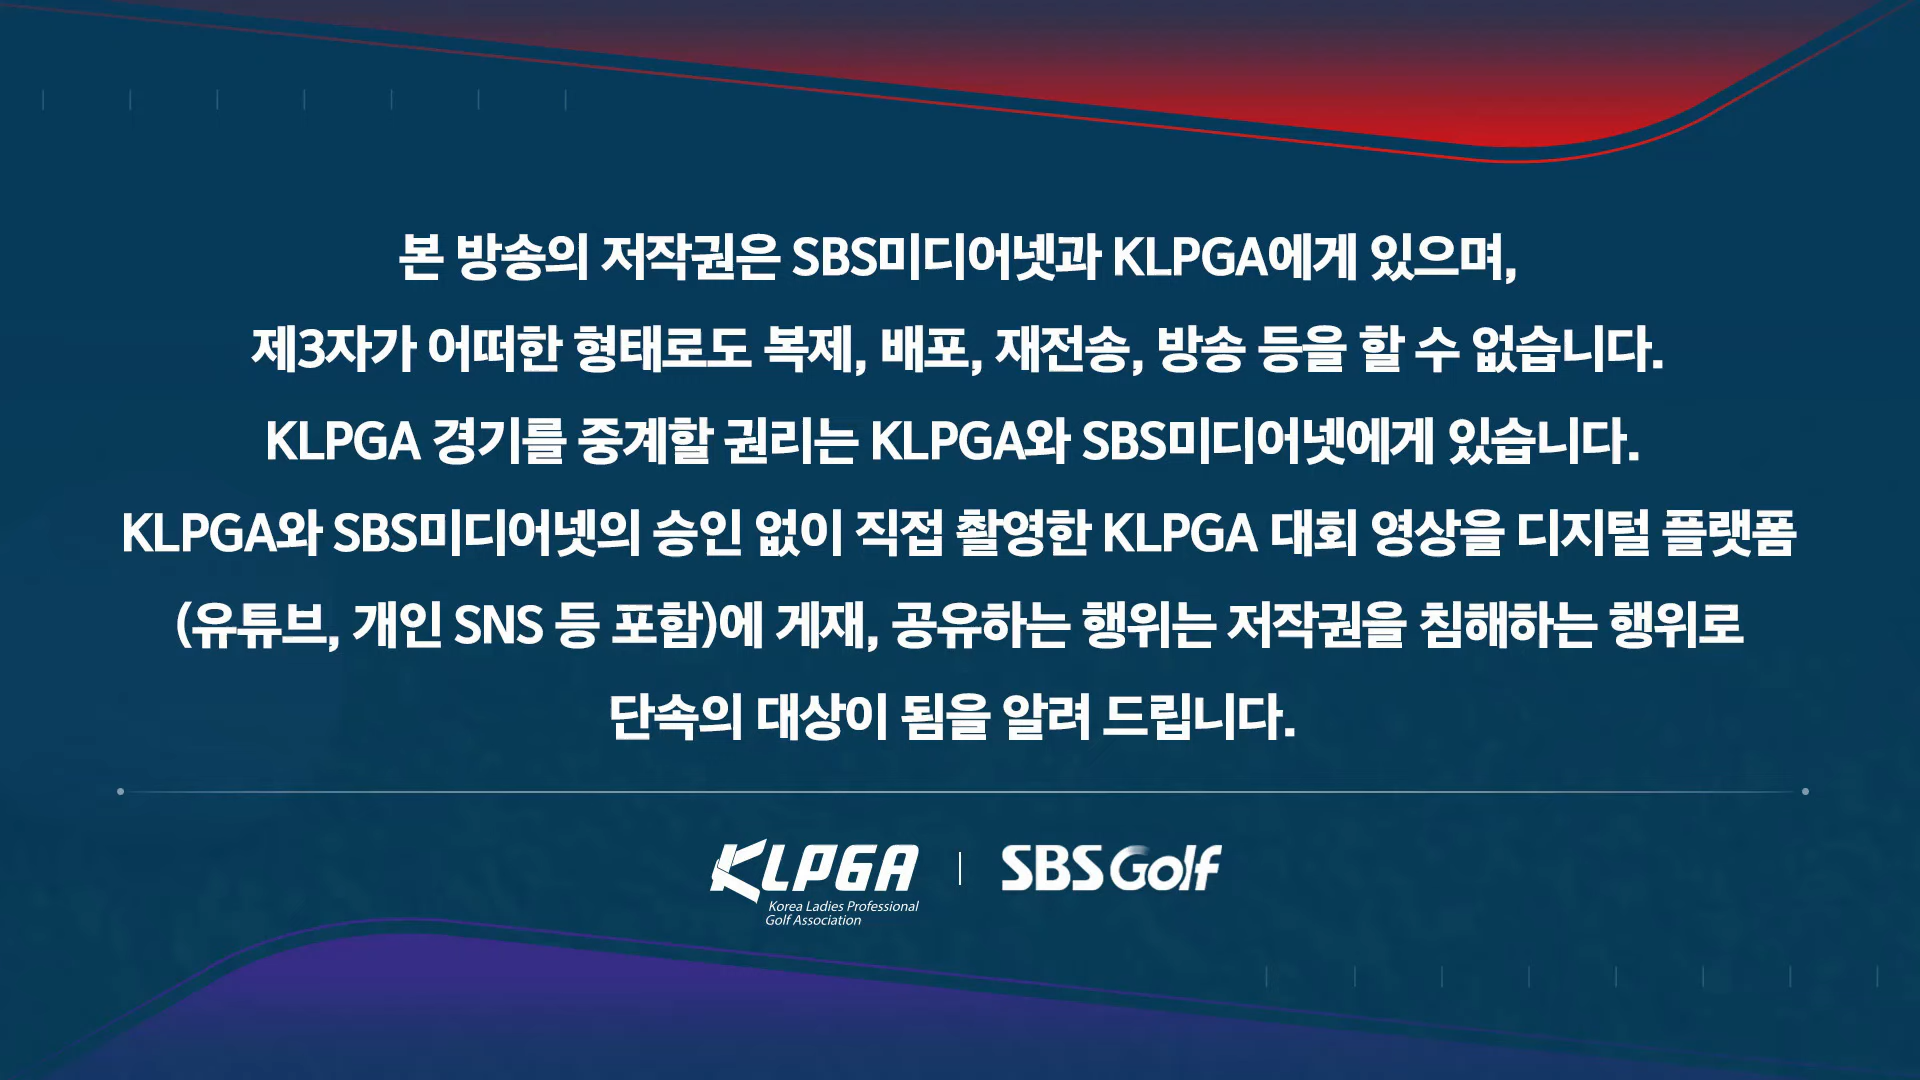 본 방송의 저작권은 SBS미디어넷과 KLPGA에게 있으며,
제3자가 어떠한 형태로도 복제, 배포, 재전송, 방송 등을 할 수 없습니다.
KLPGA 경기를 중계할 권리는 KLPGA와 SBS미디어넷에게 있습니다.
KLPGA와 SBS미디어넷의 승인 없이 직접 촬영한 KLPGA 대회 영상을 디지털 플랫폼
(유튜브, 개인 SNS 등 포함)에 게재, 공유하는 행위는 저작권을 침해하는 행위로
단속의 대상이 됨을 알려 드립니다.
KLPGA
Korea Ladies Professional
Golf Association
SBS Golf